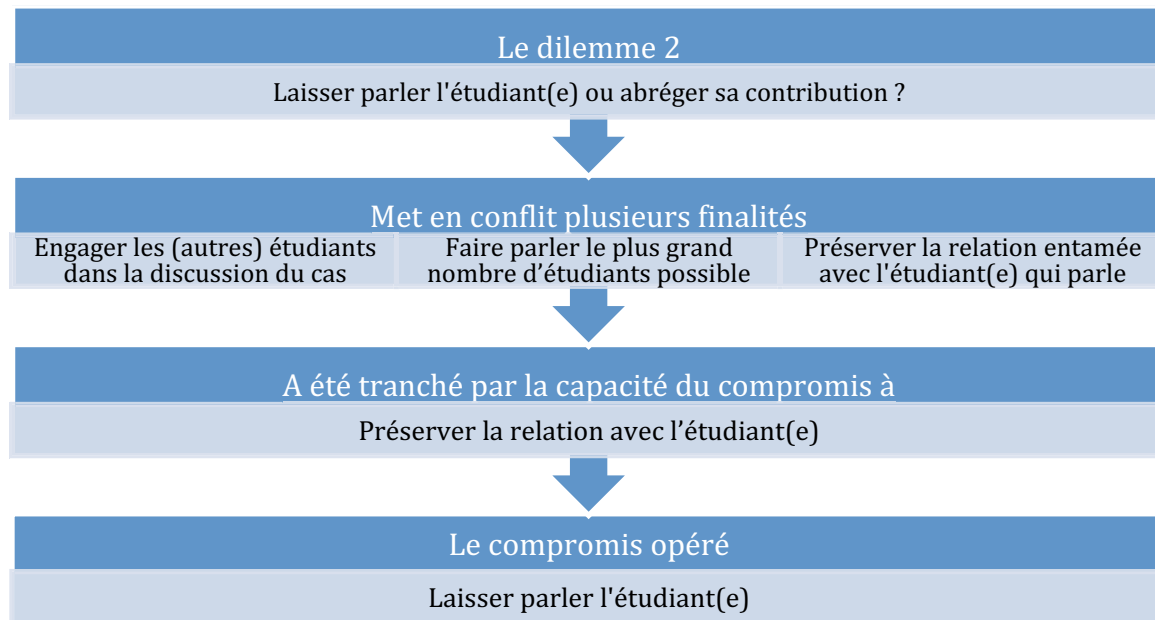 Le dilemme 2
Laisser parler l'étudiant(e) ou abréger sa contribution ?
Met en conflit plusieurs finalités
Engager les (autres) étudiants
dans la discussion du cas
Faire parler le plus grand
nombre d’étudiants possible
Préserver la relation entamée
avec l'étudiant(e) qui parle
A été tranché par la capacité du compromis à
Préserver la relation avec l’étudiant(e)
Le compromis opéré
Laisser parler l'étudiant(e)